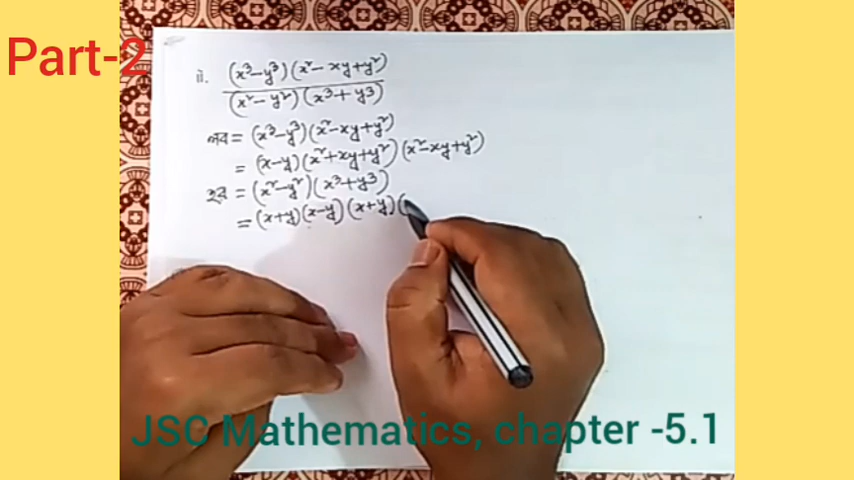 Part-2
ii. (x³-y³)(x²-xy+y²)
(x²-y²)(x³+y³)
লব = (x³-y³)(x²-xy+y²)
= (x-y)(x²+xy+y²)(x²-xy+y²)
হর = (x²-y²)(x³+y³)
= (x+y)(x-y)(x+y)(
JSC Mathematics, chapter -5.1